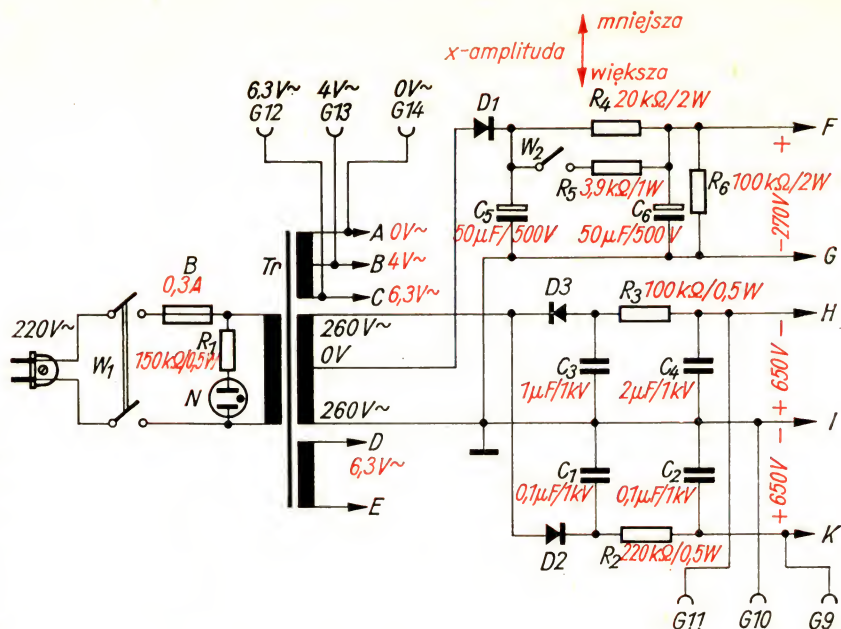 x-amplituda
mniejsza
większa
6,3V~
G12
4V~
G13
0V~
G14
D1
R4 20kΩ/2W
F
+
W2
R5
3,9kΩ/1W
R6 100kΩ/2W
C5
50µF/500V
C6
50µF/500V
-270V
G
Tr
A 0V~
B 4V~
C 6,3V~
B
0,3A
220V~
W1
R1
150kΩ/0,5W
N
260V~
0V
260V~
D
6,3V~
E
D3
R3 100kΩ/0,5W
H
C3
1µF/1kV
C4
2µF/1kV
+ 650V -
I
C1
0,1µF/1kV
C2
0,1µF/1kV
+650V -
D2
R2
220kΩ/0,5W
K
G11
G10
G9